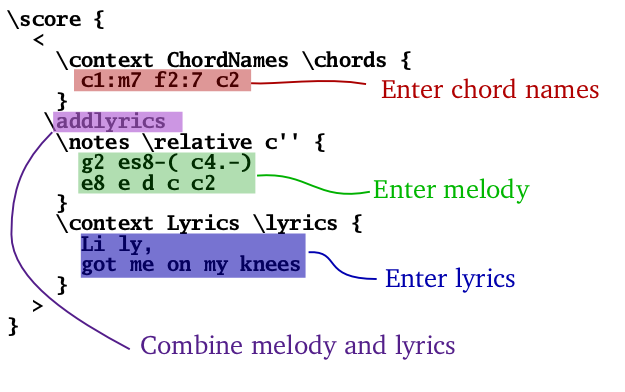 \score {
<
\context ChordNames \chords {
c1:m7 f2:7 c2
Enter chord names
}
\addlyrics
\notes \relative c'' {
g2 es8-( c4.-)
e8 e d c c2
Enter melody
}
\context Lyrics \lyrics {
Li ly,
got me on my knees
Enter lyrics
}
>
}
Combine melody and lyrics